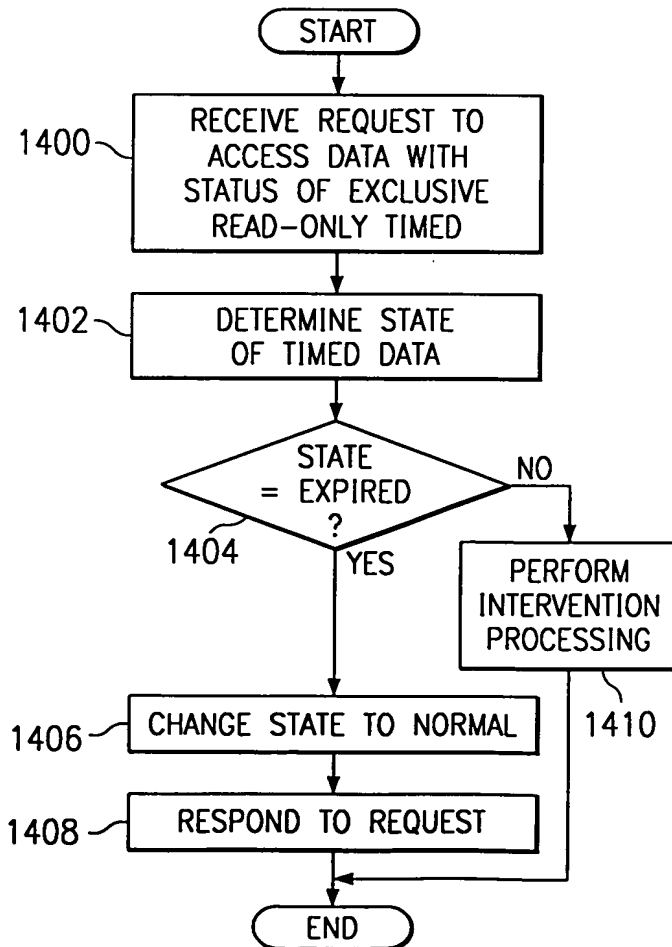 START
1400
RECEIVE REQUEST TO
ACCESS DATA WITH
STATUS OF EXCLUSIVE
READ-ONLY TIMED
1402
DETERMINE STATE
OF TIMED DATA
STATE
= EXPIRED
?
1404
NO
YES
PERFORM
INTERVENTION
PROCESSING
1410
1406
CHANGE STATE TO NORMAL
1408
RESPOND TO REQUEST
END